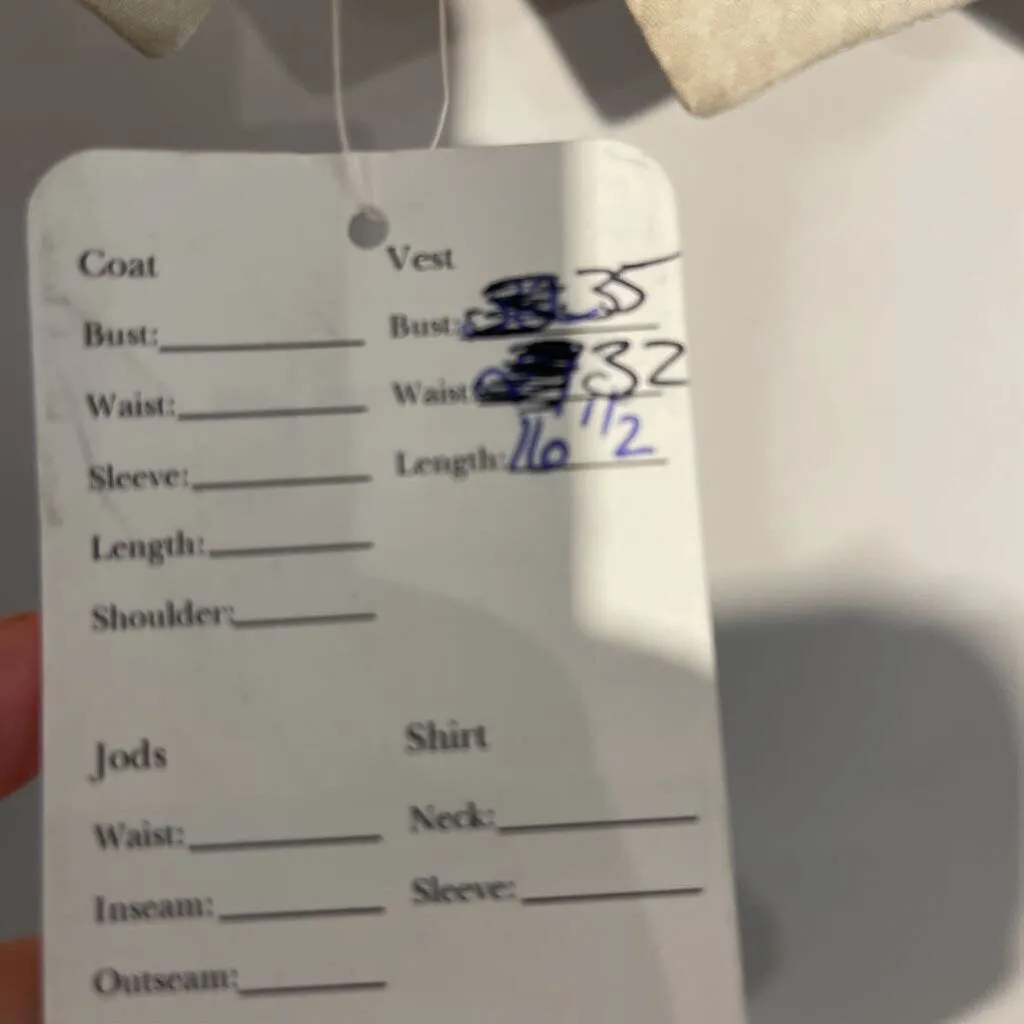 Coat
Bust:
Waist:
Sleeve:
Length:
Shoulder:
Vest
Bust: 35
Waist 32
Length: 16 1/2
Jods
Waist:
Inseam:
Outseam:
Shirt
Neck:
Sleeve: